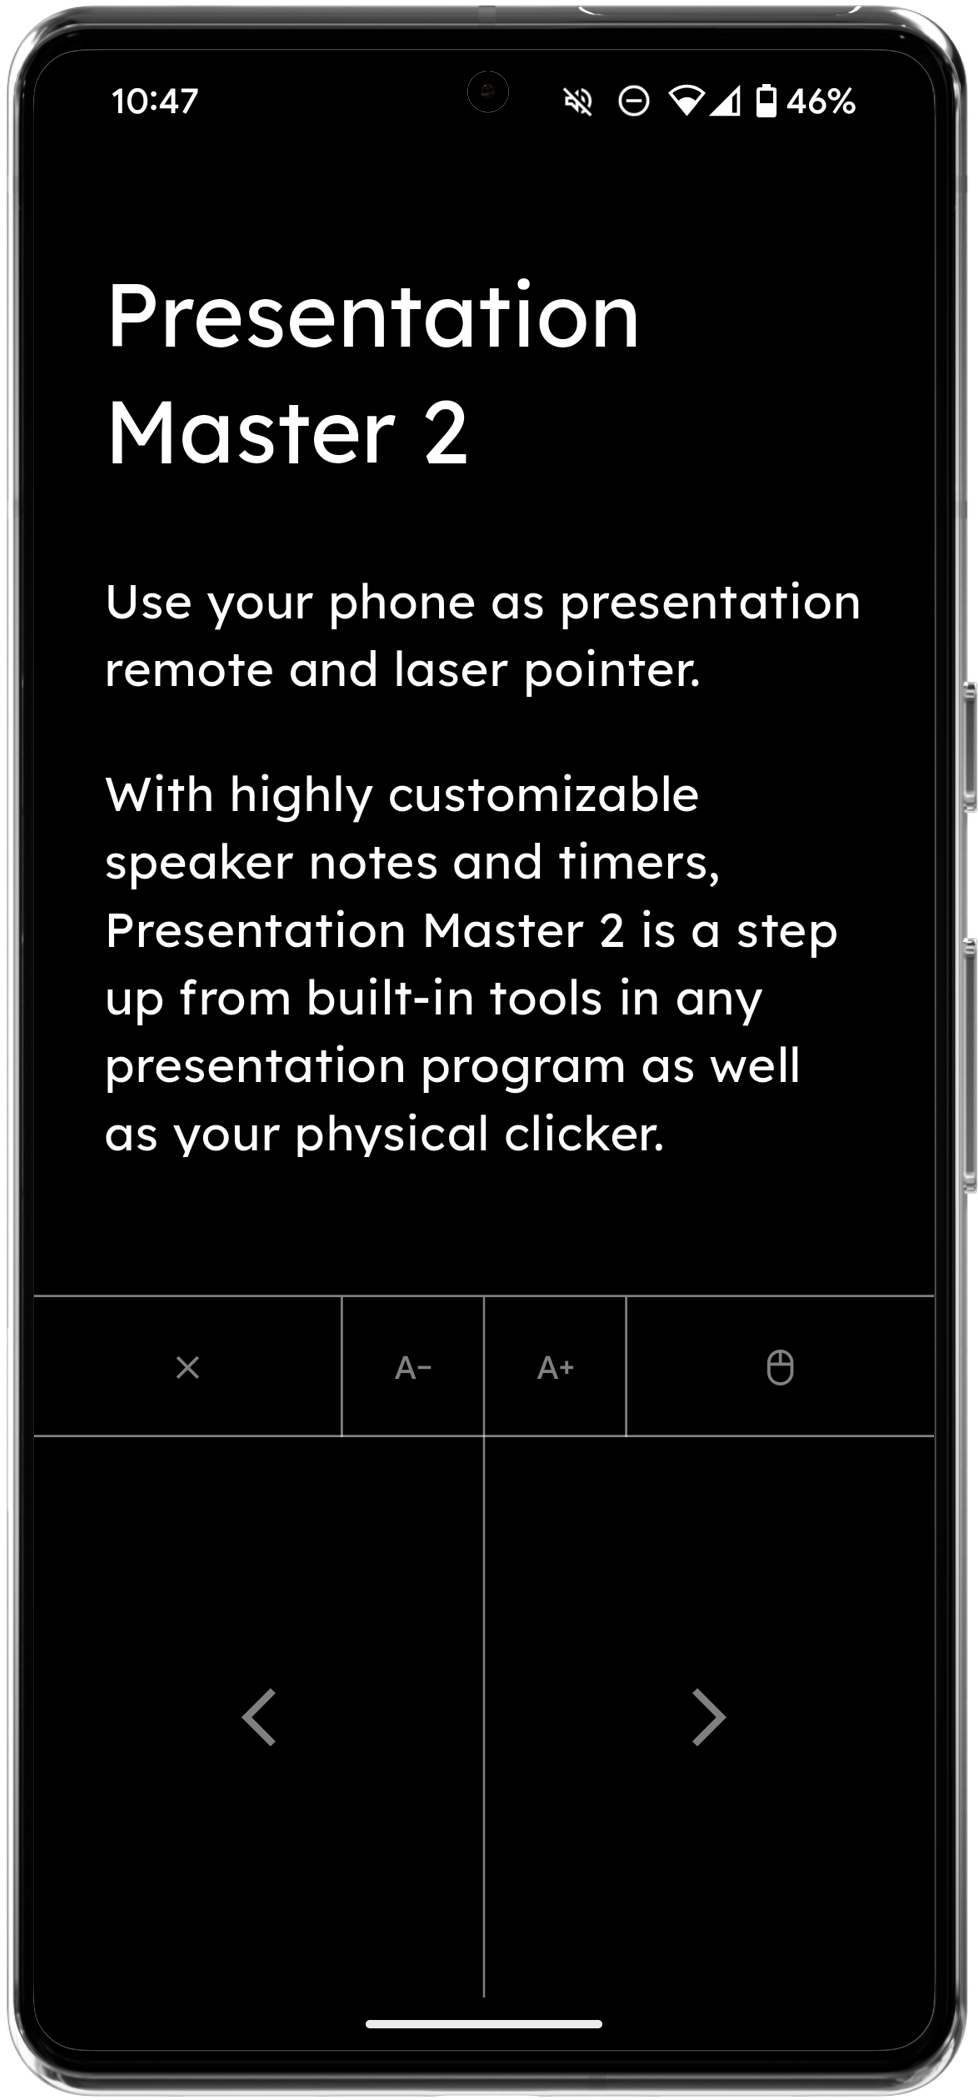 10:47
46%
Presentation
Master 2
Use your phone as presentation
remote and laser pointer.
With highly customizable
speaker notes and timers,
Presentation Master 2 is a step
up from built-in tools in any
presentation program as well
as your physical clicker.
A- A+